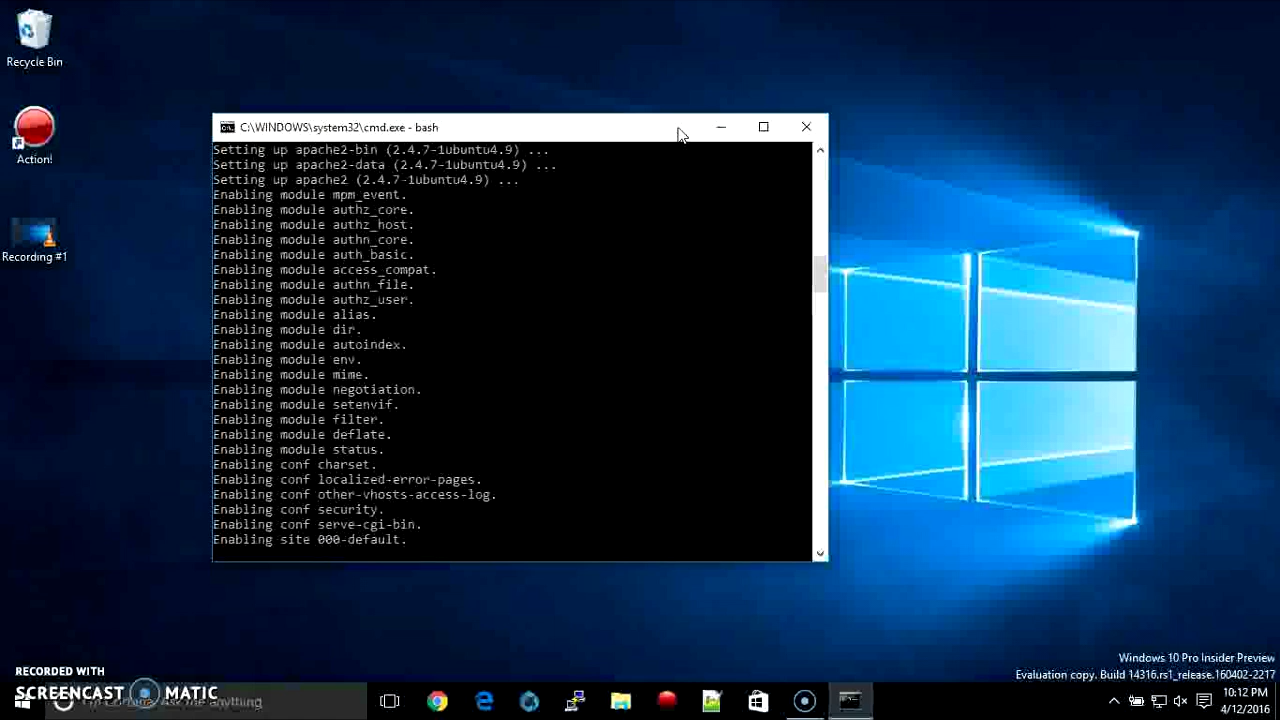 Recycle Bin
Action!
Recording #1
C:\WINDOWS\system32\cmd.exe - bash
Setting up apache2-bin (2.4.7-1ubuntu4.9) ...
Setting up apache2-data (2.4.7-1ubuntu4.9) ...
Setting up apache2 (2.4.7-1ubuntu4.9) ...
Enabling module mpm_event.
Enabling module authz_core.
Enabling module authz_host.
Enabling module authn_core.
Enabling module auth_basic.
Enabling module access_compat.
Enabling module authn_file.
Enabling module authz_user.
Enabling module alias.
Enabling module dir.
Enabling module autoindex.
Enabling module env.
Enabling module mime.
Enabling module negotiation.
Enabling module setenvif.
Enabling module filter.
Enabling module deflate.
Enabling module status.
Enabling conf charset.
Enabling conf localized-error-pages.
Enabling conf other-vhosts-access-log.
Enabling conf security.
Enabling conf serve-cgi-bin.
Enabling site 000-default.
Windows 10 Pro Insider Preview
Evaluation copy. Build 14316.rs1_release.160402-2217
RECORDED WITH
SCREENCAST MATIC
anything
10:12 PM
4/12/2016